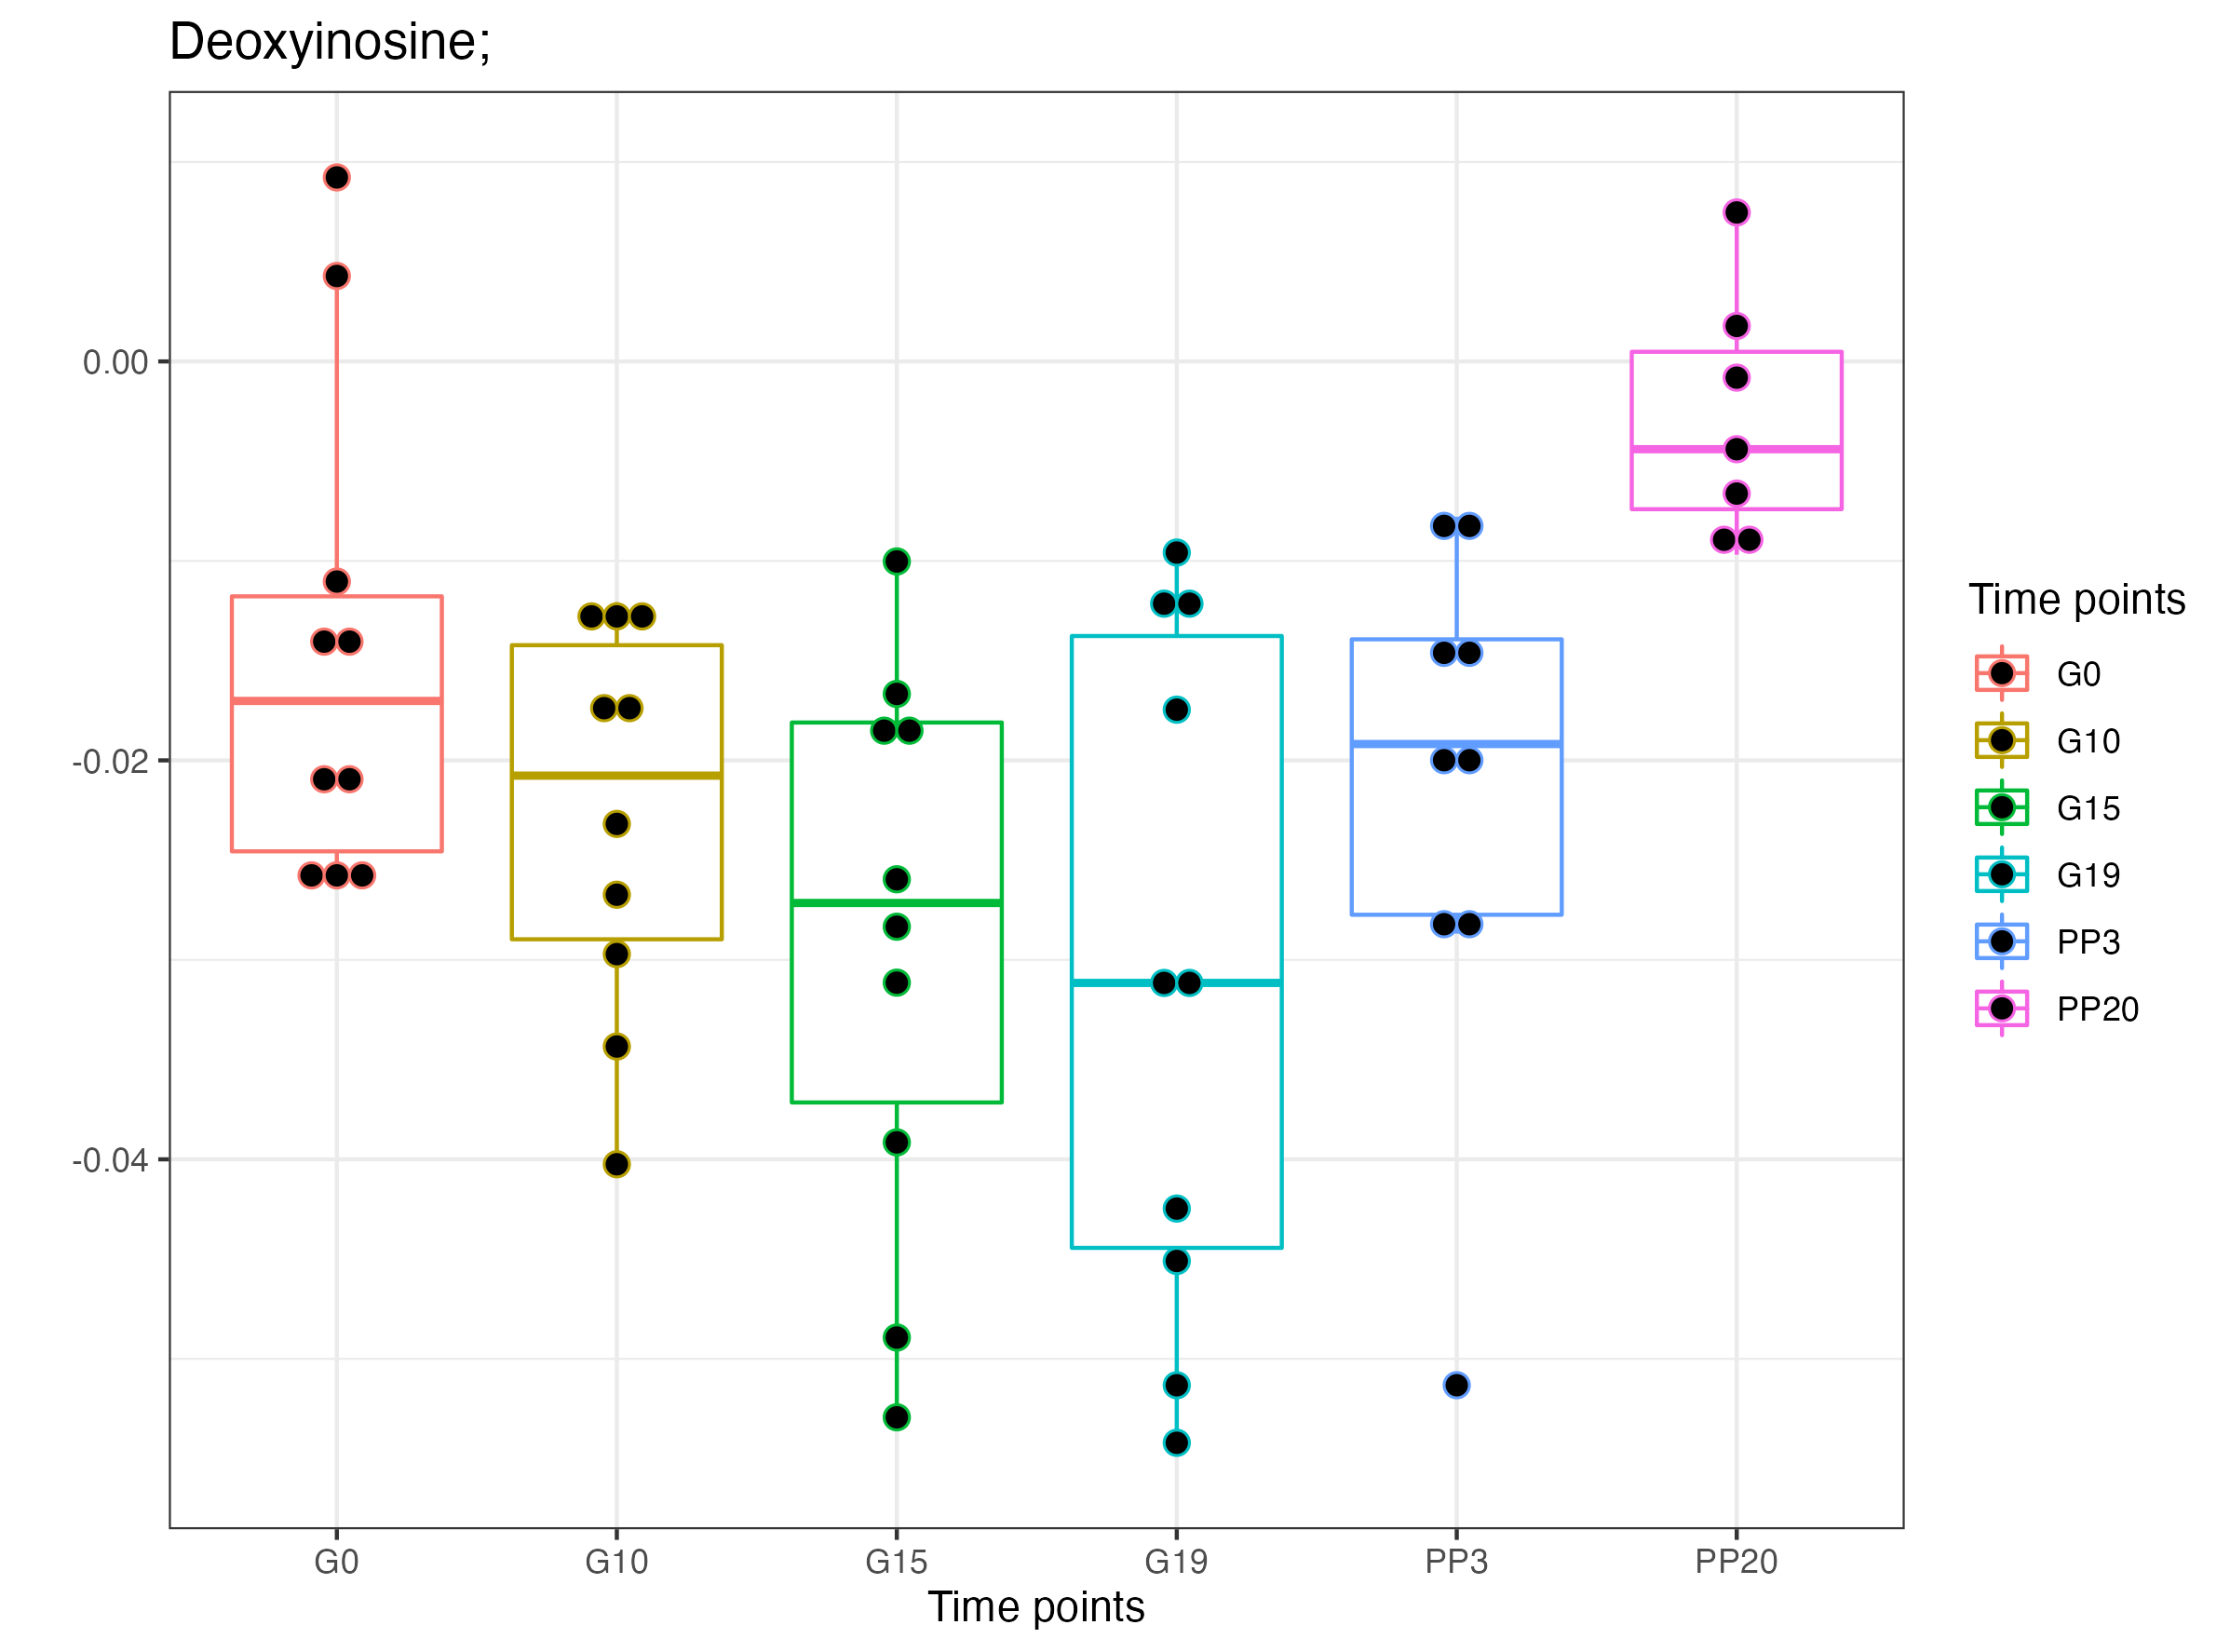 Deoxyinosine;
0.00
-0.02
-0.04
G0 G10 G15 G19 PP3 PP20
Time points
Time points
G0
G10
G15
G19
PP3
PP20